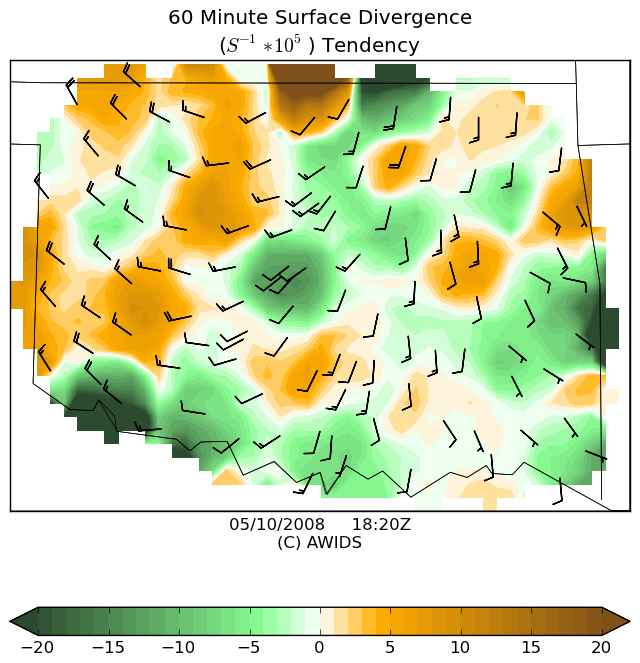 60 Minute Surface Divergence
(S⁻¹ *10⁵ ) Tendency
05/10/2008 18:20Z
(C) AWIDS
−20 −15 −10 −5 0 5 10 15 20